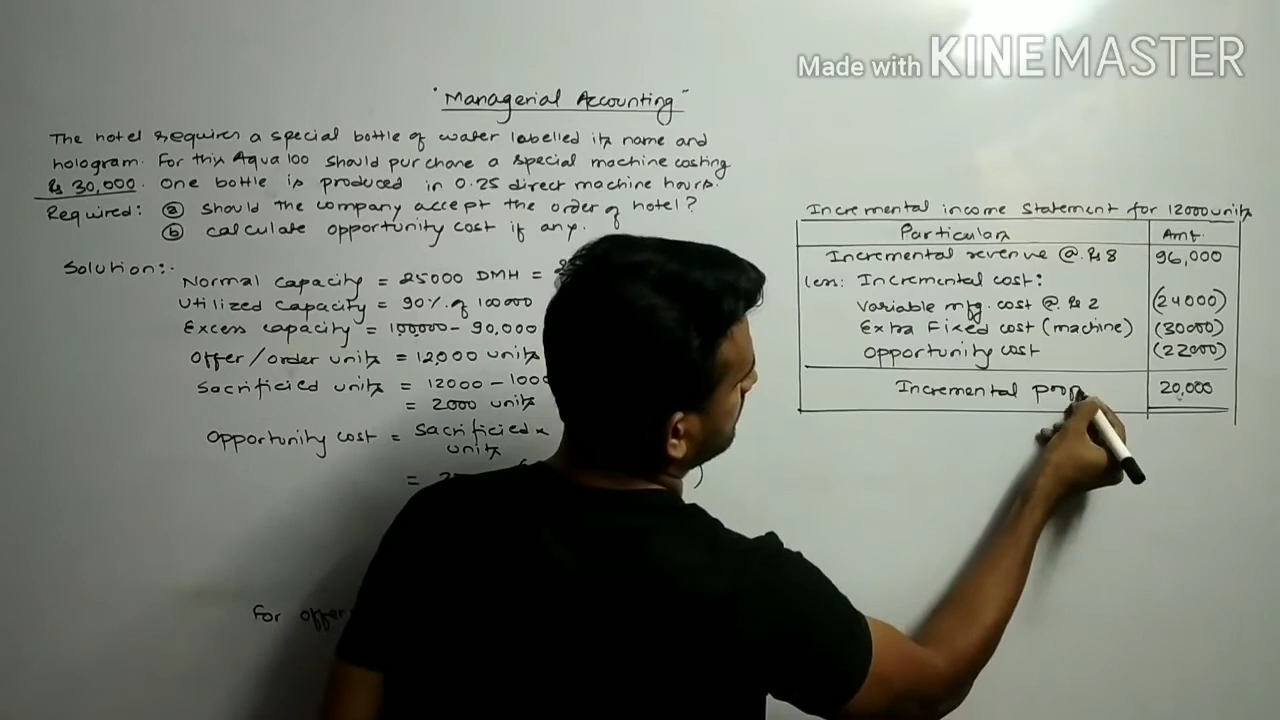 Made with KINEMASTER
"Managerial Accounting"
The hotel requires a special bottle of water labelled its name and
hologram. For this Aqua 100 should purchase a special machine costing
Rs 30,000. One bottle is produced in 0.25 direct machine hours.
Required: (a) Should the company accept the order of hotel?
(b) calculate opportunity cost if any.
Solution:-
Normal capacity = 25000 DMH =
Utilized capacity = 90% of 100000
Excess capacity = 100000 - 90,000
Offer/order units = 12,000 units
Sacrificied units = 12000 - 1000
= 2000 units
Opportunity cost = Sacrificied x
units
=
For offer
Incremental income statement for 12000 units
Particulars Amt.
Incremental revenue @ Rs 8 96,000
less: Incremental cost:
Variable mfg. cost @ Rs 2 (24000)
Extra Fixed cost (machine) (30000)
Opportunity cost (22000)
Incremental 20,000